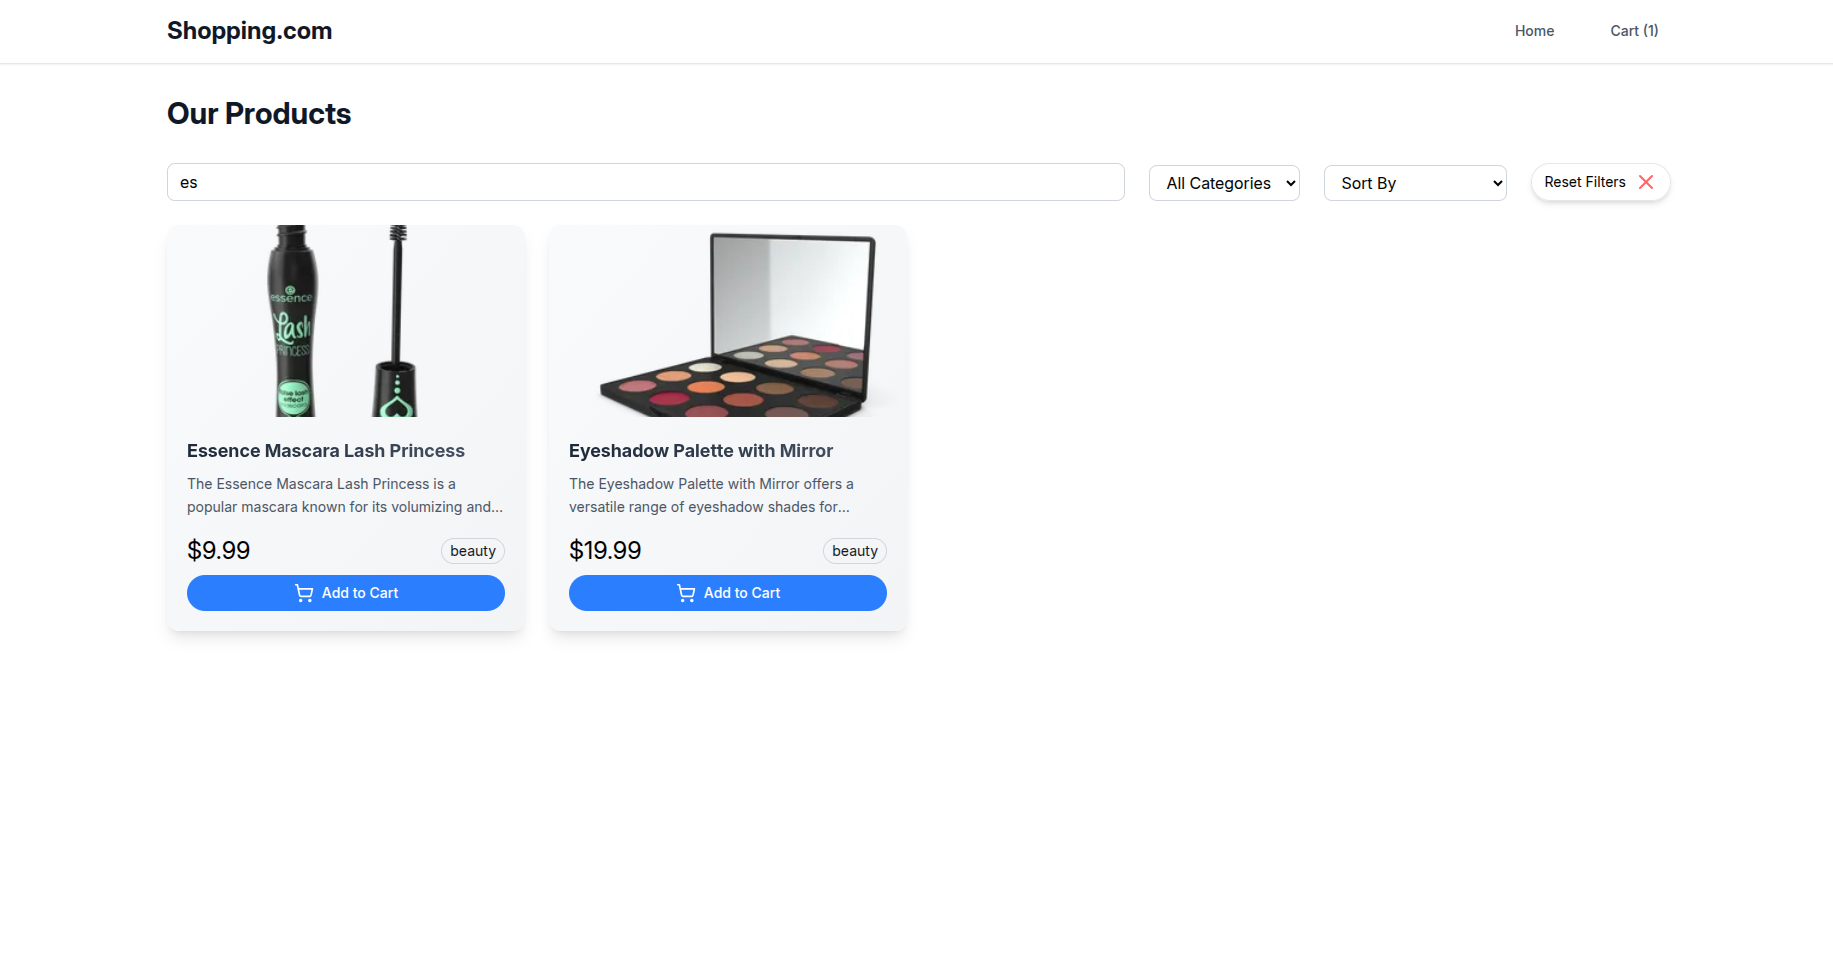 Shopping.com
Home
Cart (1)
Our Products
es
All Categories
Sort By
Reset Filters
essence
Lash
PRINCESS
effect
Essence Mascara Lash Princess
The Essence Mascara Lash Princess is a
popular mascara known for its volumizing and...
$9.99
beauty
Add to Cart
Eyeshadow Palette with Mirror
The Eyeshadow Palette with Mirror offers a
versatile range of eyeshadow shades for...
$19.99
beauty
Add to Cart